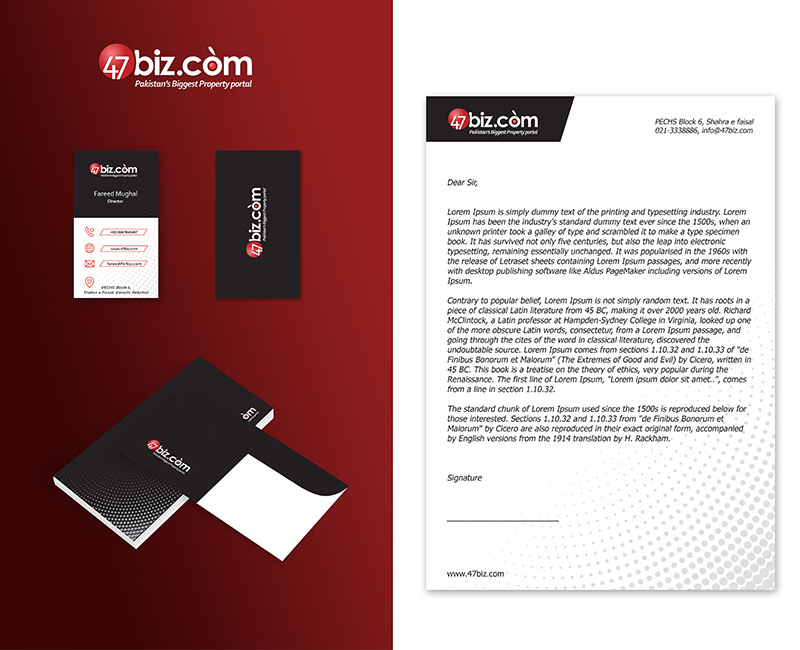 47biz.còm
Pakistan's Biggest Property portal
47biz.còm
Fareed Mughal
Director
www.47biz.com
PECHS Block 6,
47biz.còm
47biz.còm
biz.còm
47biz.còm
Pakistan's Biggest Property portal
PECHS Block 6, Shahra e faisal
021-3338886, info@47biz.com
Dear Sir,
Lorem Ipsum is simply dummy text of the printing and typesetting industry. Lorem
Ipsum has been the industry's standard dummy text ever since the 1500s, when an
unknown printer took a galley of type and scrambled it to make a type specimen
book. It has survived not only five centuries, but also the leap into electronic
typesetting, remaining essentially unchanged. It was popularised in the 1960s with
the release of Letraset sheets containing Lorem Ipsum passages, and more recently
with desktop publishing software like Aldus PageMaker including versions of Lorem
Ipsum.
Contrary to popular belief, Lorem Ipsum is not simply random text. It has roots in a
piece of classical Latin literature from 45 BC, making it over 2000 years old. Richard
McClintock, a Latin professor at Hampden-Sydney College in Virginia, looked up one
of the more obscure Latin words, consectetur, from a Lorem Ipsum passage, and
going through the cites of the word in classical literature, discovered the
undoubtable source. Lorem Ipsum comes from sections 1.10.32 and 1.10.33 of "de
Finibus Bonorum et Malorum" (The Extremes of Good and Evil) by Cicero, written in
45 BC. This book is a treatise on the theory of ethics, very popular during the
Renaissance. The first line of Lorem Ipsum, "Lorem ipsum dolor sit amet..", comes
from a line in section 1.10.32.
The standard chunk of Lorem Ipsum used since the 1500s is reproduced below for
those interested. Sections 1.10.32 and 1.10.33 from "de Finibus Bonorum et
Malorum" by Cicero are also reproduced in their exact original form, accompanied
by English versions from the 1914 translation by H. Rackham.
Signature
www.47biz.com